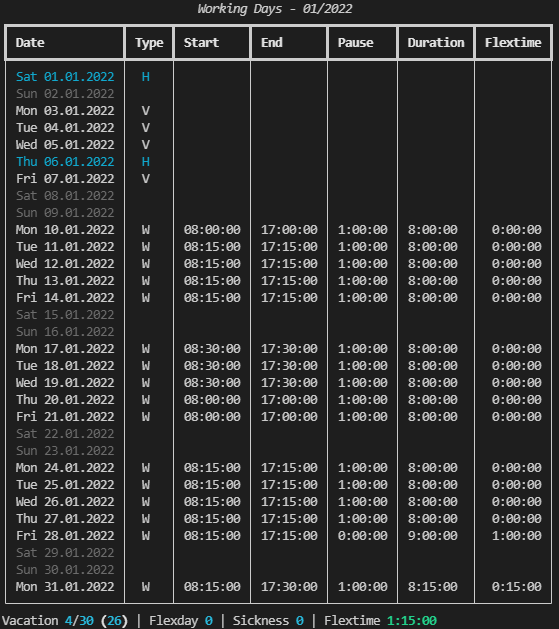 Working Days - 01/2022
Date Type Start End Pause Duration Flextime
Sat 01.01.2022 H
Sun 02.01.2022
Mon 03.01.2022 V
Tue 04.01.2022 V
Wed 05.01.2022 V
Thu 06.01.2022 H
Fri 07.01.2022 V
Sat 08.01.2022
Sun 09.01.2022
Mon 10.01.2022 W 08:00:00 17:00:00 1:00:00 8:00:00 0:00:00
Tue 11.01.2022 W 08:15:00 17:15:00 1:00:00 8:00:00 0:00:00
Wed 12.01.2022 W 08:15:00 17:15:00 1:00:00 8:00:00 0:00:00
Thu 13.01.2022 W 08:15:00 17:15:00 1:00:00 8:00:00 0:00:00
Fri 14.01.2022 W 08:15:00 17:15:00 1:00:00 8:00:00 0:00:00
Sat 15.01.2022
Sun 16.01.2022
Mon 17.01.2022 W 08:30:00 17:30:00 1:00:00 8:00:00 0:00:00
Tue 18.01.2022 W 08:30:00 17:30:00 1:00:00 8:00:00 0:00:00
Wed 19.01.2022 W 08:30:00 17:30:00 1:00:00 8:00:00 0:00:00
Thu 20.01.2022 W 08:00:00 17:00:00 1:00:00 8:00:00 0:00:00
Fri 21.01.2022 W 08:00:00 17:00:00 1:00:00 8:00:00 0:00:00
Sat 22.01.2022
Sun 23.01.2022
Mon 24.01.2022 W 08:15:00 17:15:00 1:00:00 8:00:00 0:00:00
Tue 25.01.2022 W 08:15:00 17:15:00 1:00:00 8:00:00 0:00:00
Wed 26.01.2022 W 08:15:00 17:15:00 1:00:00 8:00:00 0:00:00
Thu 27.01.2022 W 08:15:00 17:15:00 1:00:00 8:00:00 0:00:00
Fri 28.01.2022 W 08:15:00 17:15:00 0:00:00 9:00:00 1:00:00
Sat 29.01.2022
Sun 30.01.2022
Mon 31.01.2022 W 08:15:00 17:30:00 1:00:00 8:15:00 0:15:00
Vacation 4/30 (26) | Flexday 0 | Sickness 0 | Flextime 1:15:00